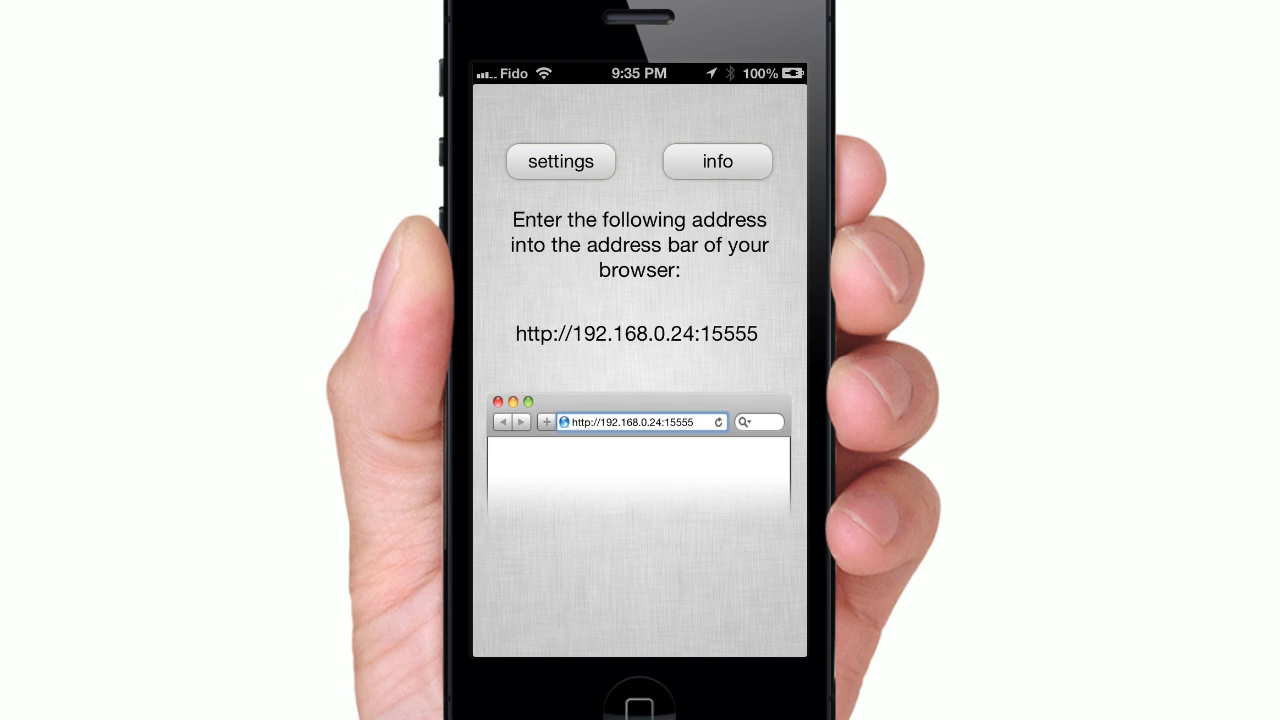 Fido 9:35 PM 100%
settings info
Enter the following address
into the address bar of your
browser:
http://192.168.0.24:15555
http://192.168.0.24:15555